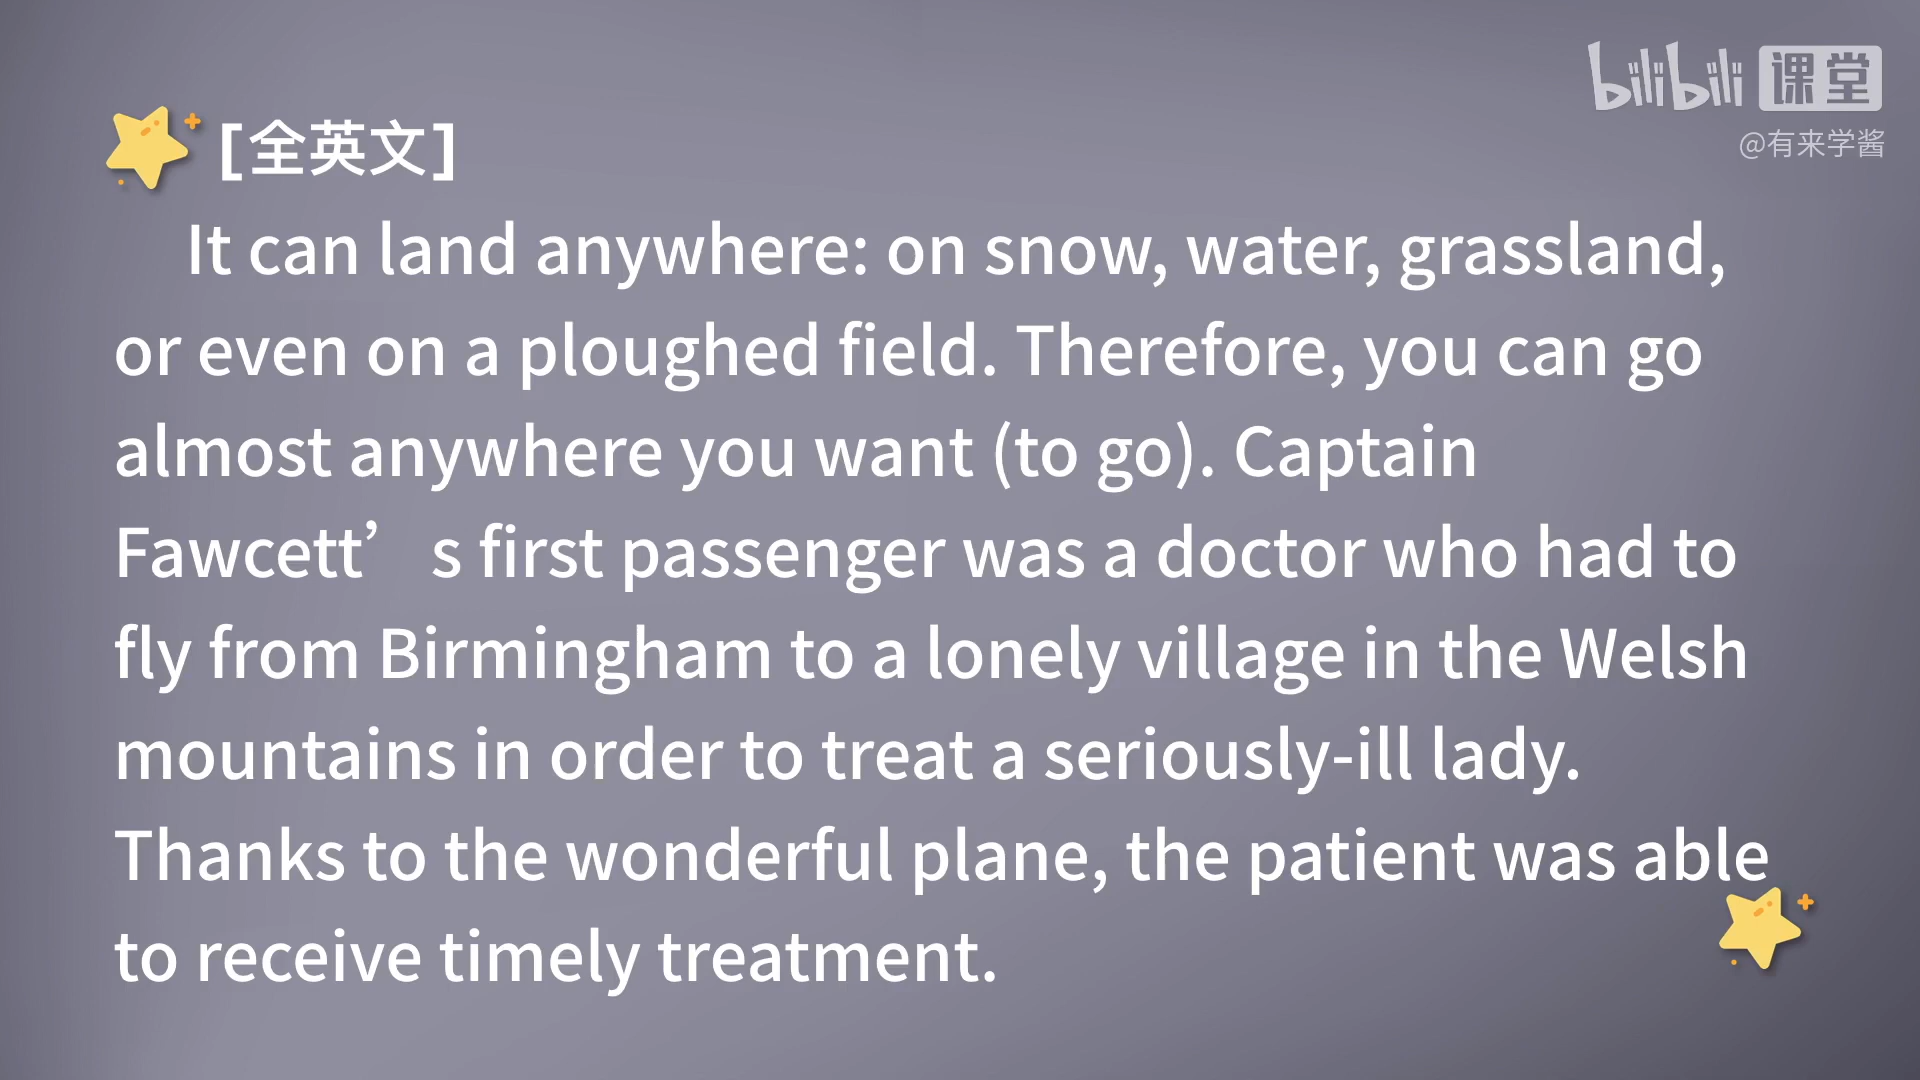 bilibili 课堂
@有来学酱
[全英文]
It can land anywhere: on snow, water, grassland,
or even on a ploughed field. Therefore, you can go
almost anywhere you want (to go). Captain
Fawcett’ s first passenger was a doctor who had to
fly from Birmingham to a lonely village in the Welsh
mountains in order to treat a seriously-ill lady.
Thanks to the wonderful plane, the patient was able
to receive timely treatment.